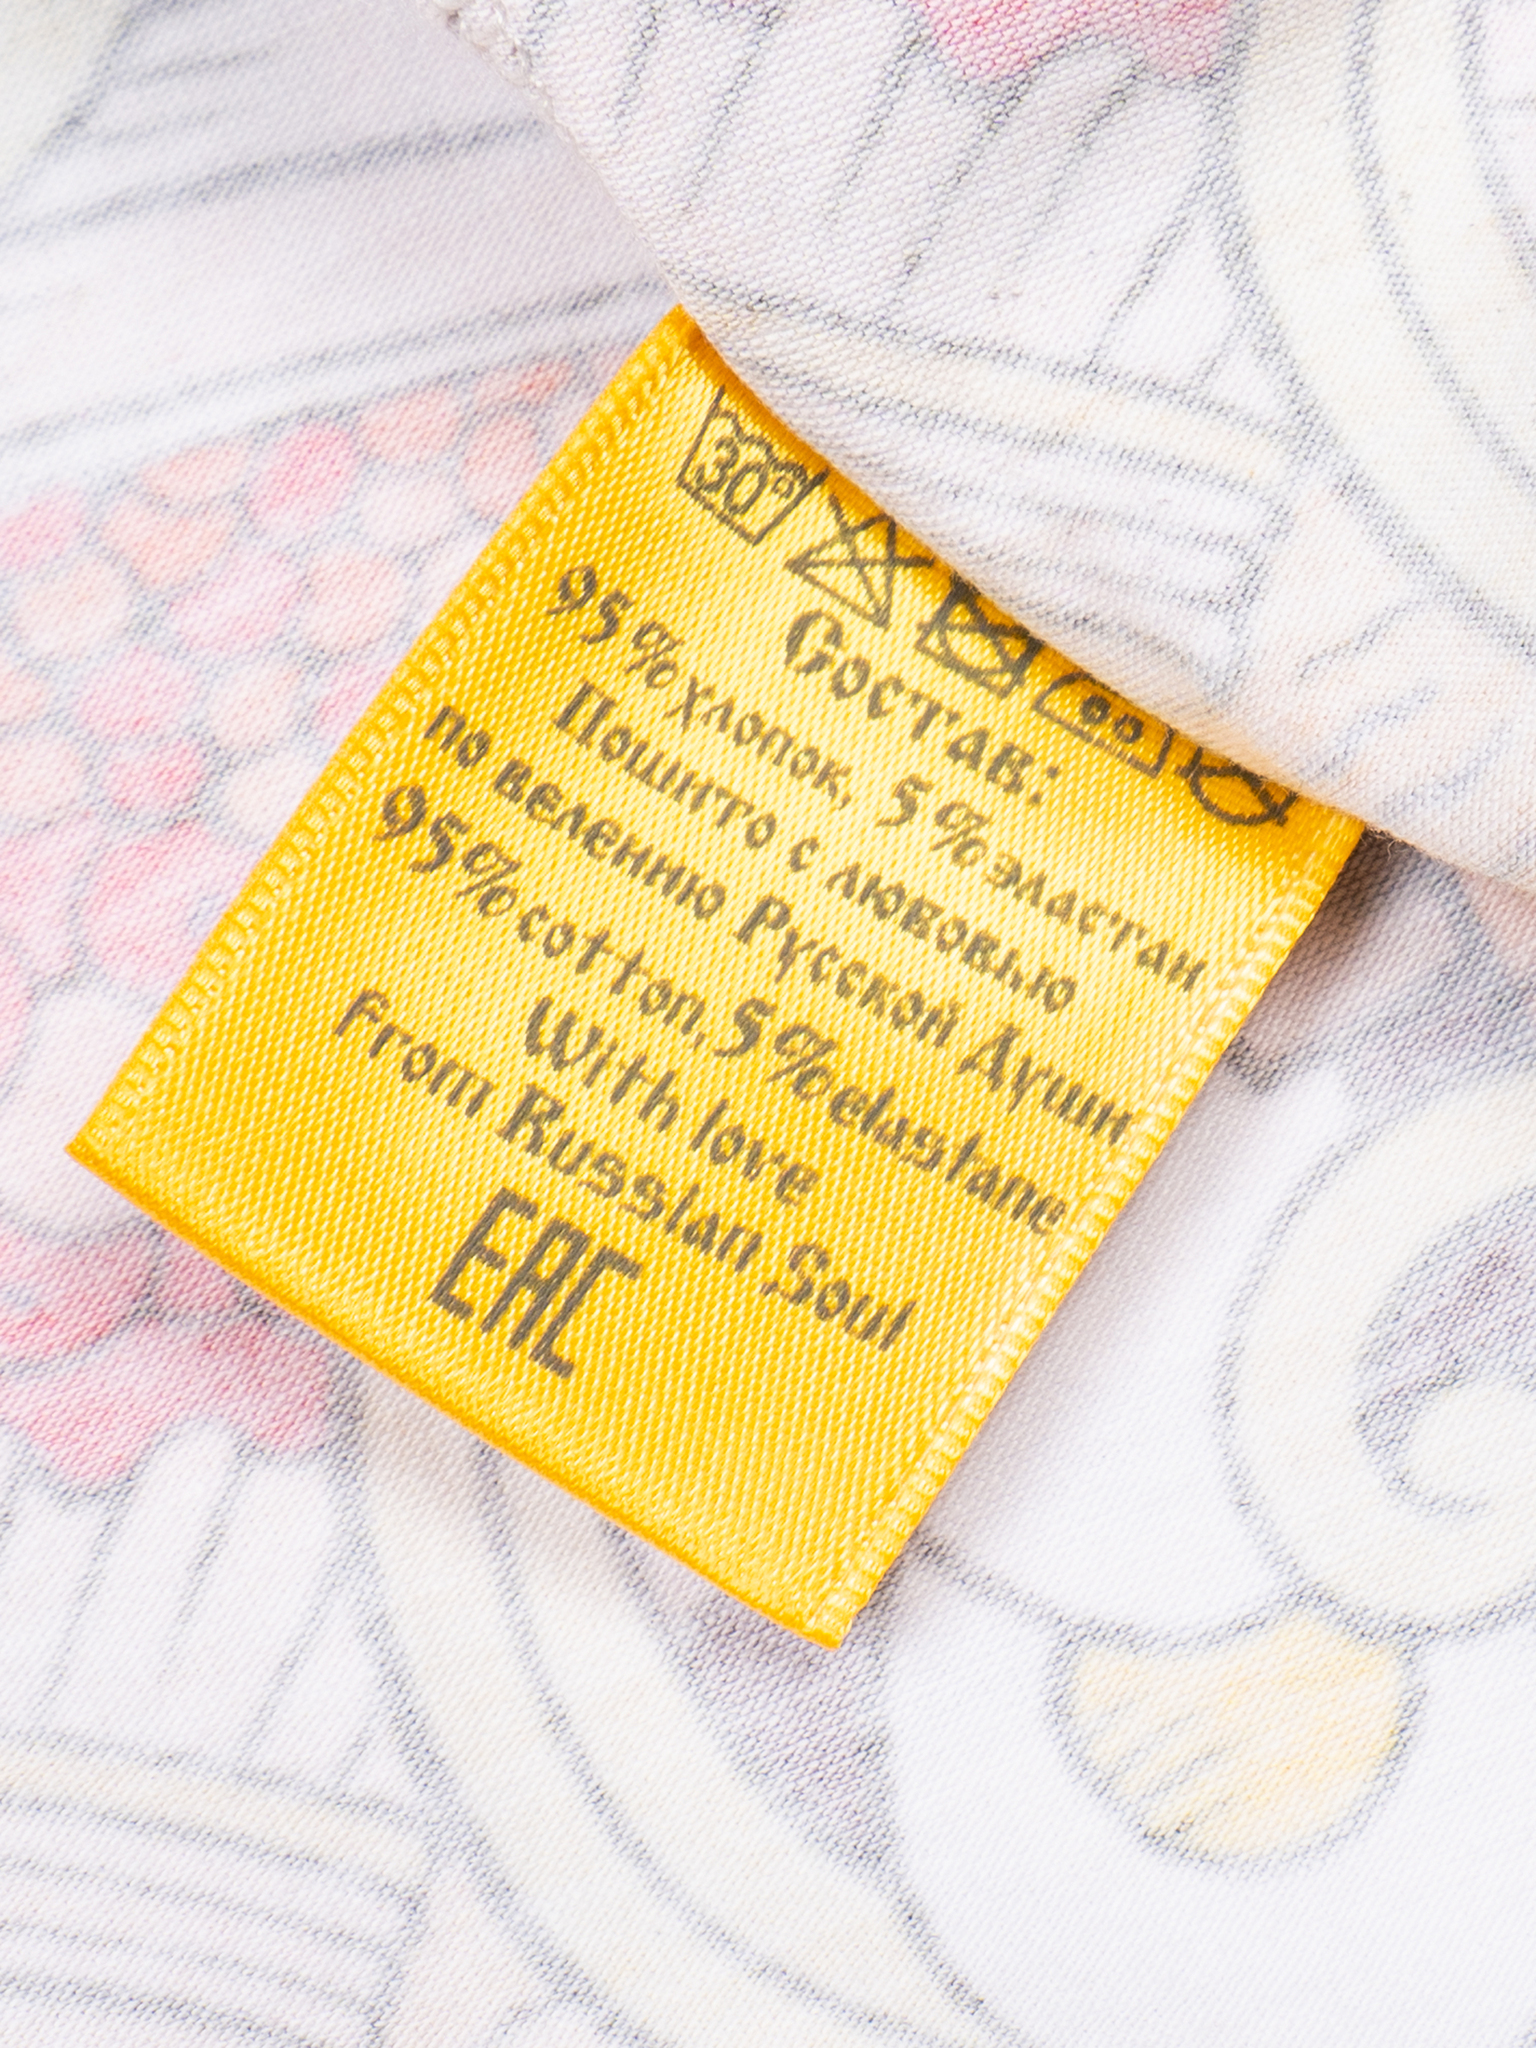 30°
Состав:
95% хлопок, 5% эластан
Пошито с любовью
по велению Русской Души
95% cotton, 5% elastane
With love
from Russian Soul
EAC